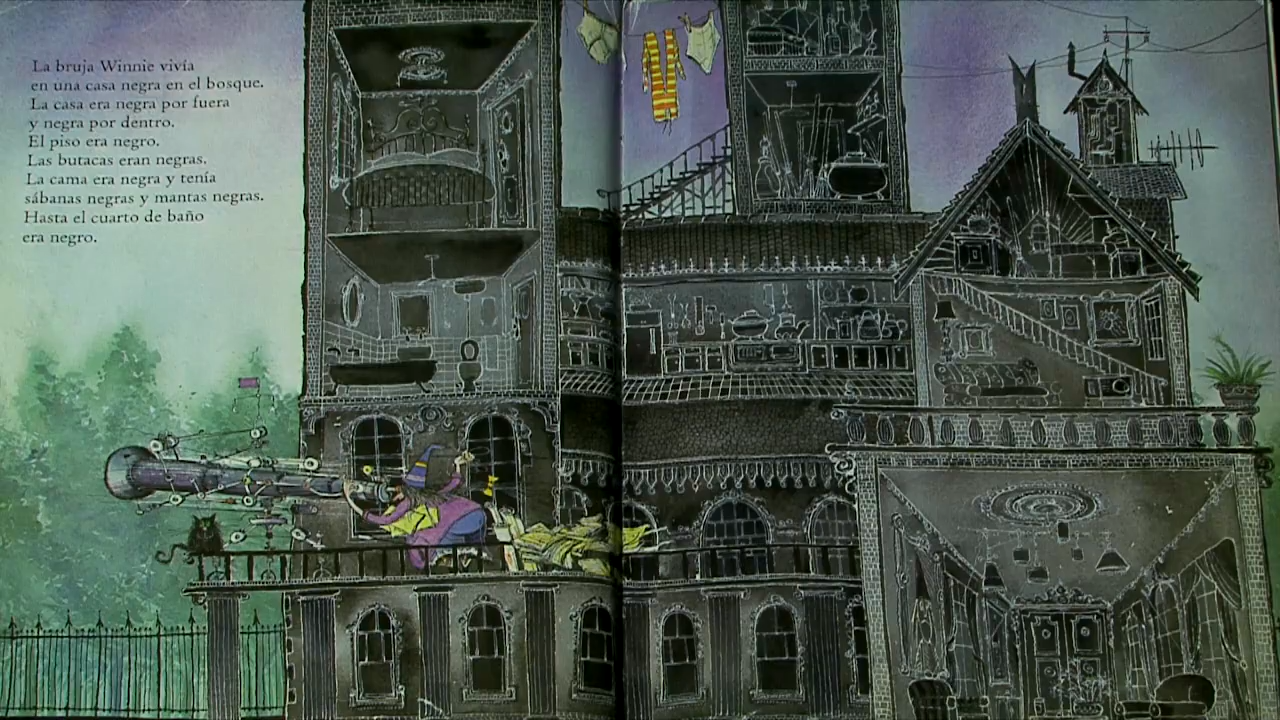 La bruja Winnie vivía
en una casa negra en el bosque.
La casa era negra por fuera
y negra por dentro.
El piso era negro.
Las butacas eran negras.
La cama era negra y tenía
sábanas negras y mantas negras.
Hasta el cuarto de baño
era negro.